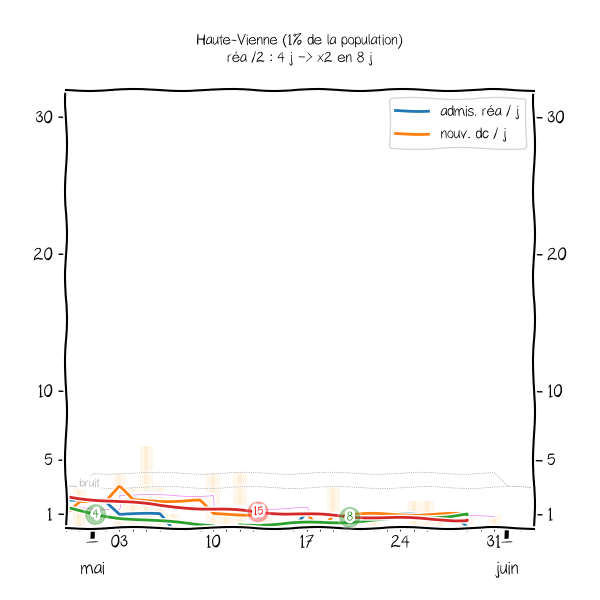 Haute-Vienne (1% de la population)
réa /2 : 4 j -> x2 en 8 j
admis. réa / j
nouv. dc / j
30 30
20 20
10 10
5 5
bruit
1 1
4 15 8
03 10 17 24 31
mai juin